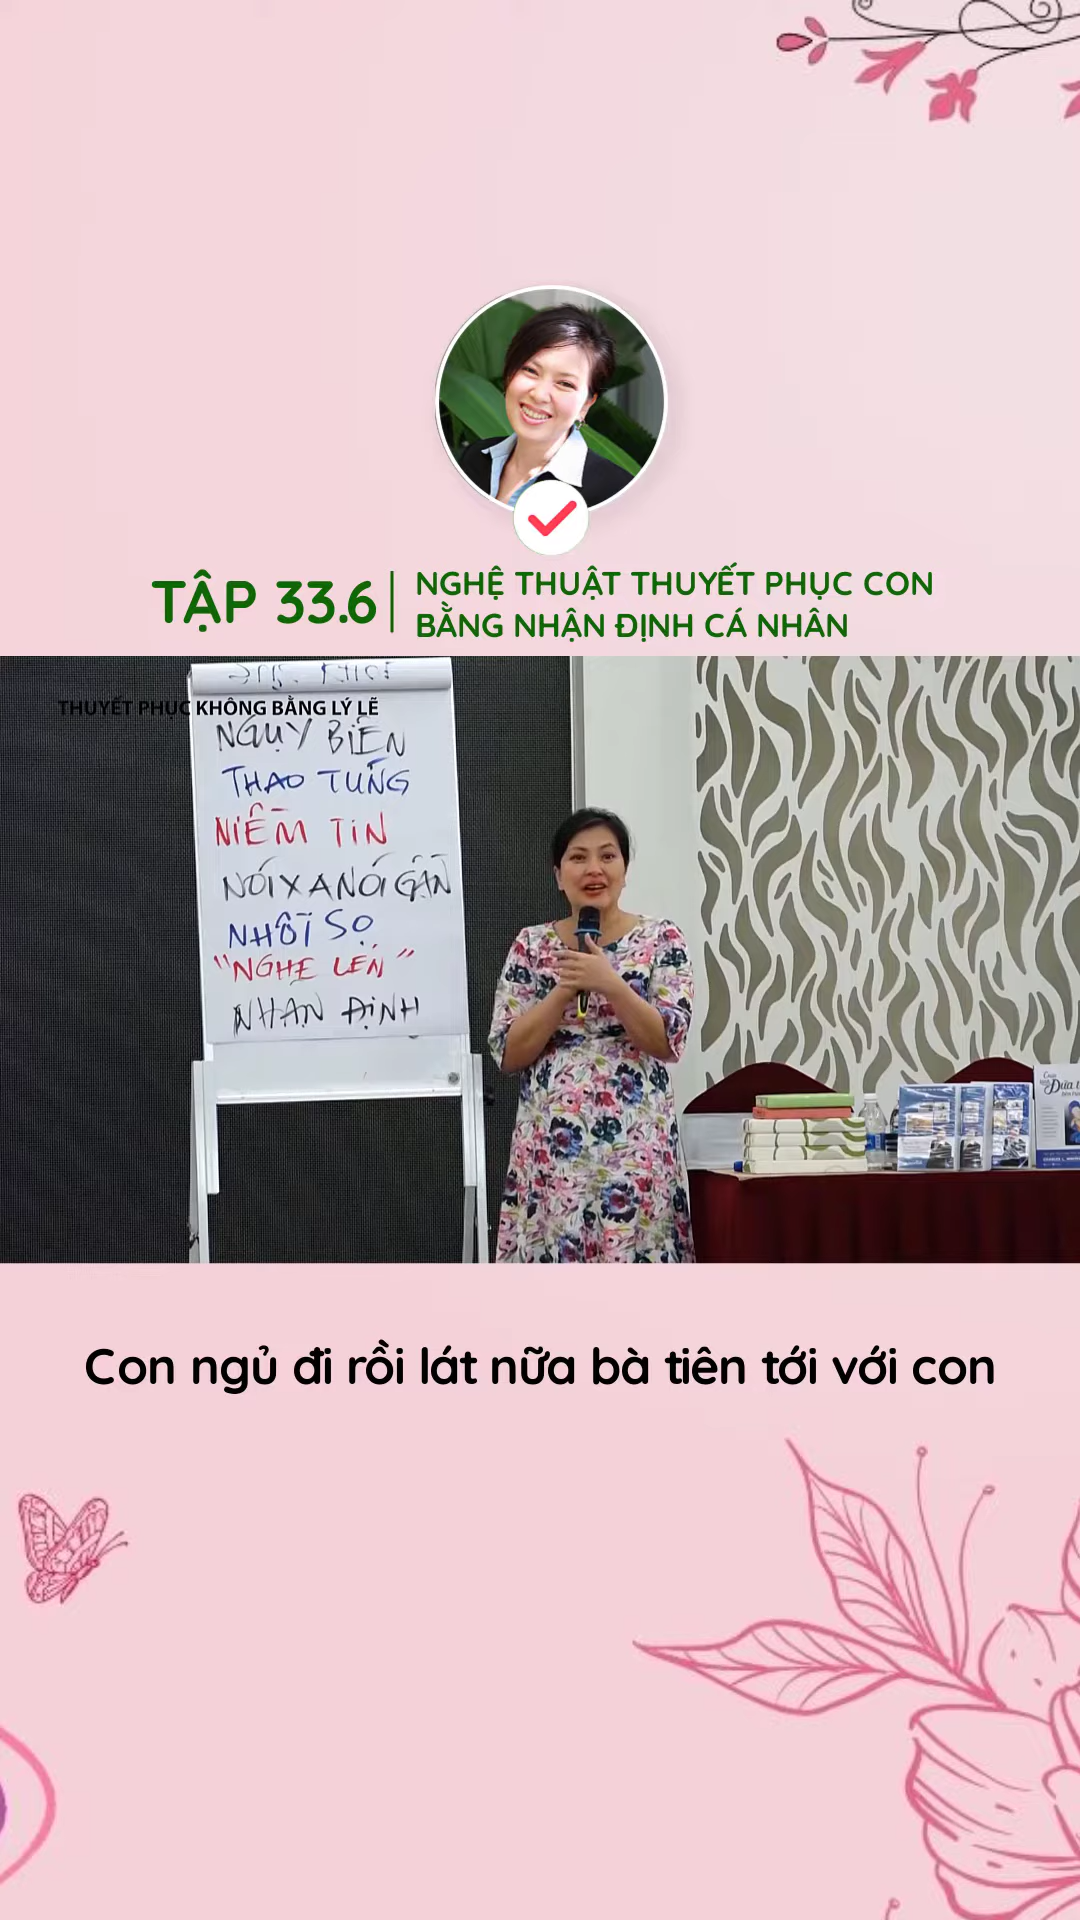 TẬP 33.6
NGHỆ THUẬT THUYẾT PHỤC CON
BẰNG NHẬN ĐỊNH CÁ NHÂN
THUYẾT PHỤC KHÔNG BẰNG LÝ LẼ
NGỤY BIỆN
THAO TÚNG
NIỀM TIN
NÓI XA NÓI GẦN
NHỒI SỌ
"NGHE LÉN"
NHẬN ĐỊNH
Con ngủ đi rồi lát nữa bà tiên tới với con